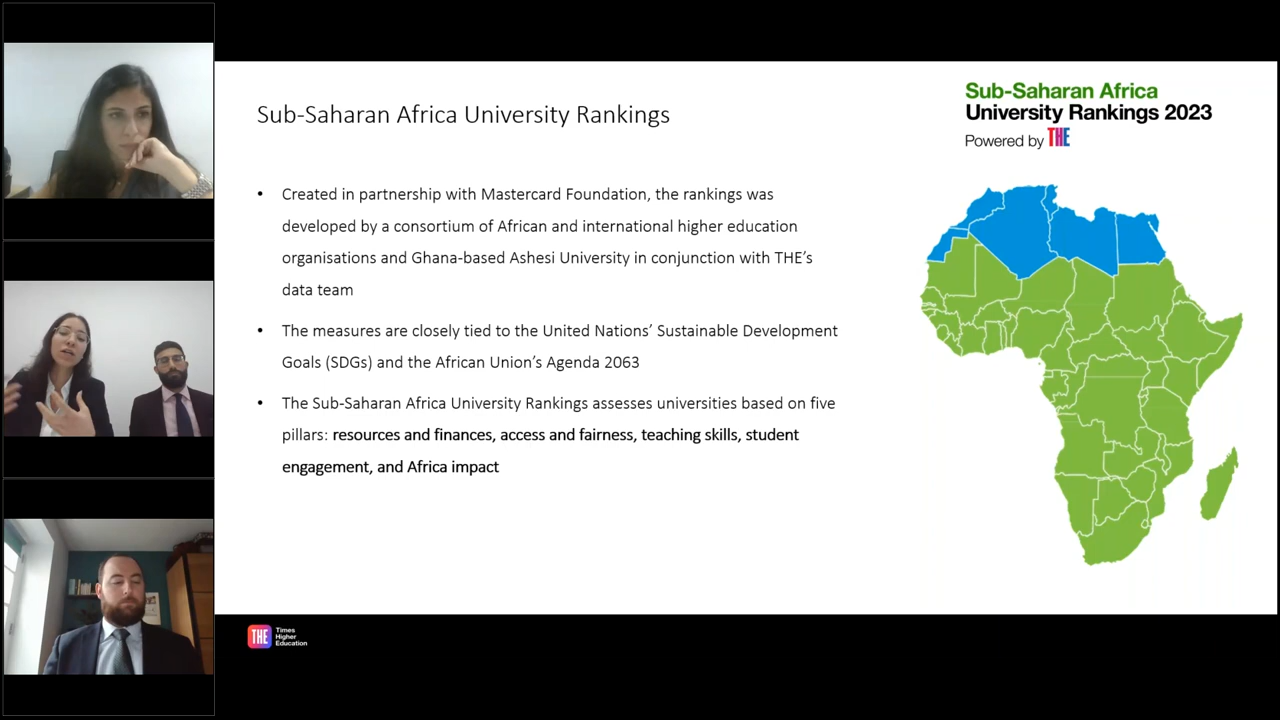 Sub-Saharan Africa University Rankings
• Created in partnership with Mastercard Foundation, the rankings was
developed by a consortium of African and international higher education
organisations and Ghana-based Ashesi University in conjunction with THE’s
data team
• The measures are closely tied to the United Nations’ Sustainable Development
Goals (SDGs) and the African Union’s Agenda 2063
• The Sub-Saharan Africa University Rankings assesses universities based on five
pillars: resources and finances, access and fairness, teaching skills, student
engagement, and Africa impact
Sub-Saharan Africa
University Rankings 2023
Powered by THE
THE
Times
Higher
Education